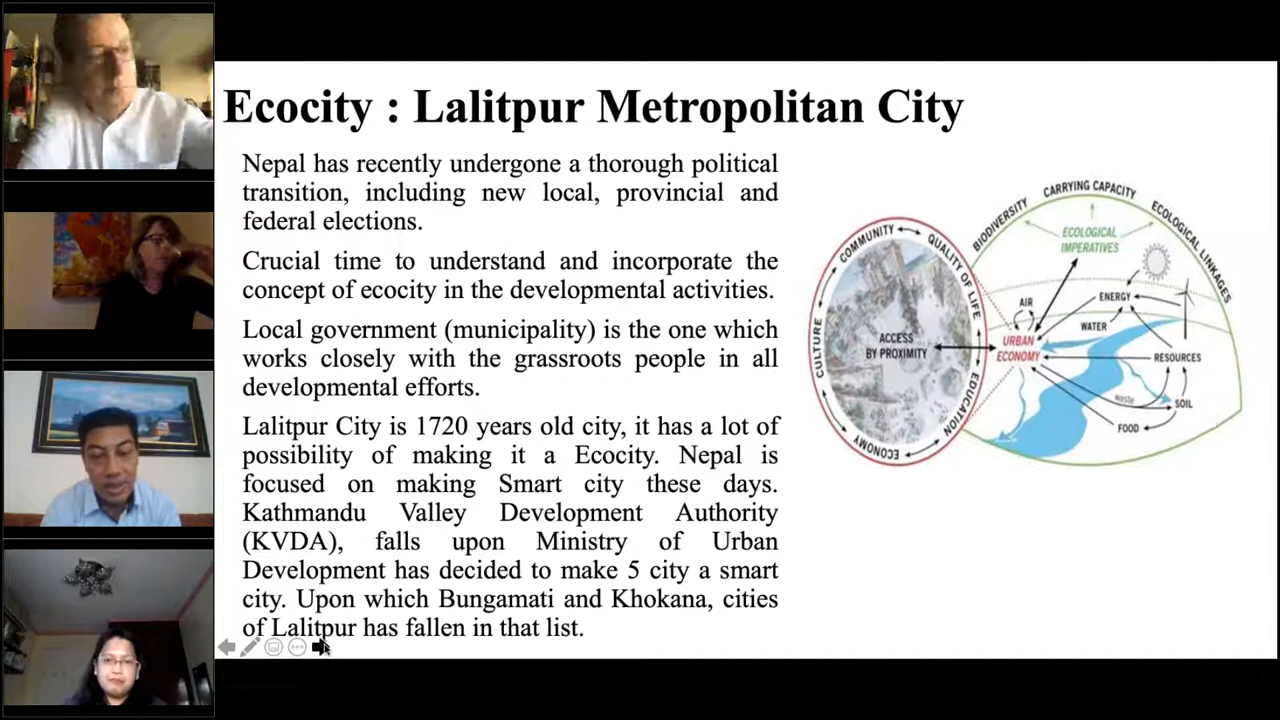 Ecocity : Lalitpur Metropolitan City
Nepal has recently undergone a thorough political
transition, including new local, provincial and
federal elections.
Crucial time to understand and incorporate the
concept of ecocity in the developmental activities.
Local government (municipality) is the one which
works closely with the grassroots people in all
developmental efforts.
Lalitpur City is 1720 years old city, it has a lot of
possibility of making it a Ecocity. Nepal is
focused on making Smart city these days.
Kathmandu Valley Development Authority
(KVDA), falls upon Ministry of Urban
Development has decided to make 5 city a smart
city. Upon which Bungamati and Khokana, cities
of Lalitpur has fallen in that list.
COMMUNITY
QUALITY OF LIFE
EDUCATION
ECONOMY
CULTURE
ACCESS
BY PROXIMITY
BIODIVERSITY
CARRYING CAPACITY
ECOLOGICAL LINKAGES
ECOLOGICAL
IMPERATIVES
AIR
ENERGY
WATER
URBAN
ECONOMY
RESOURCES
waste
SOIL
FOOD